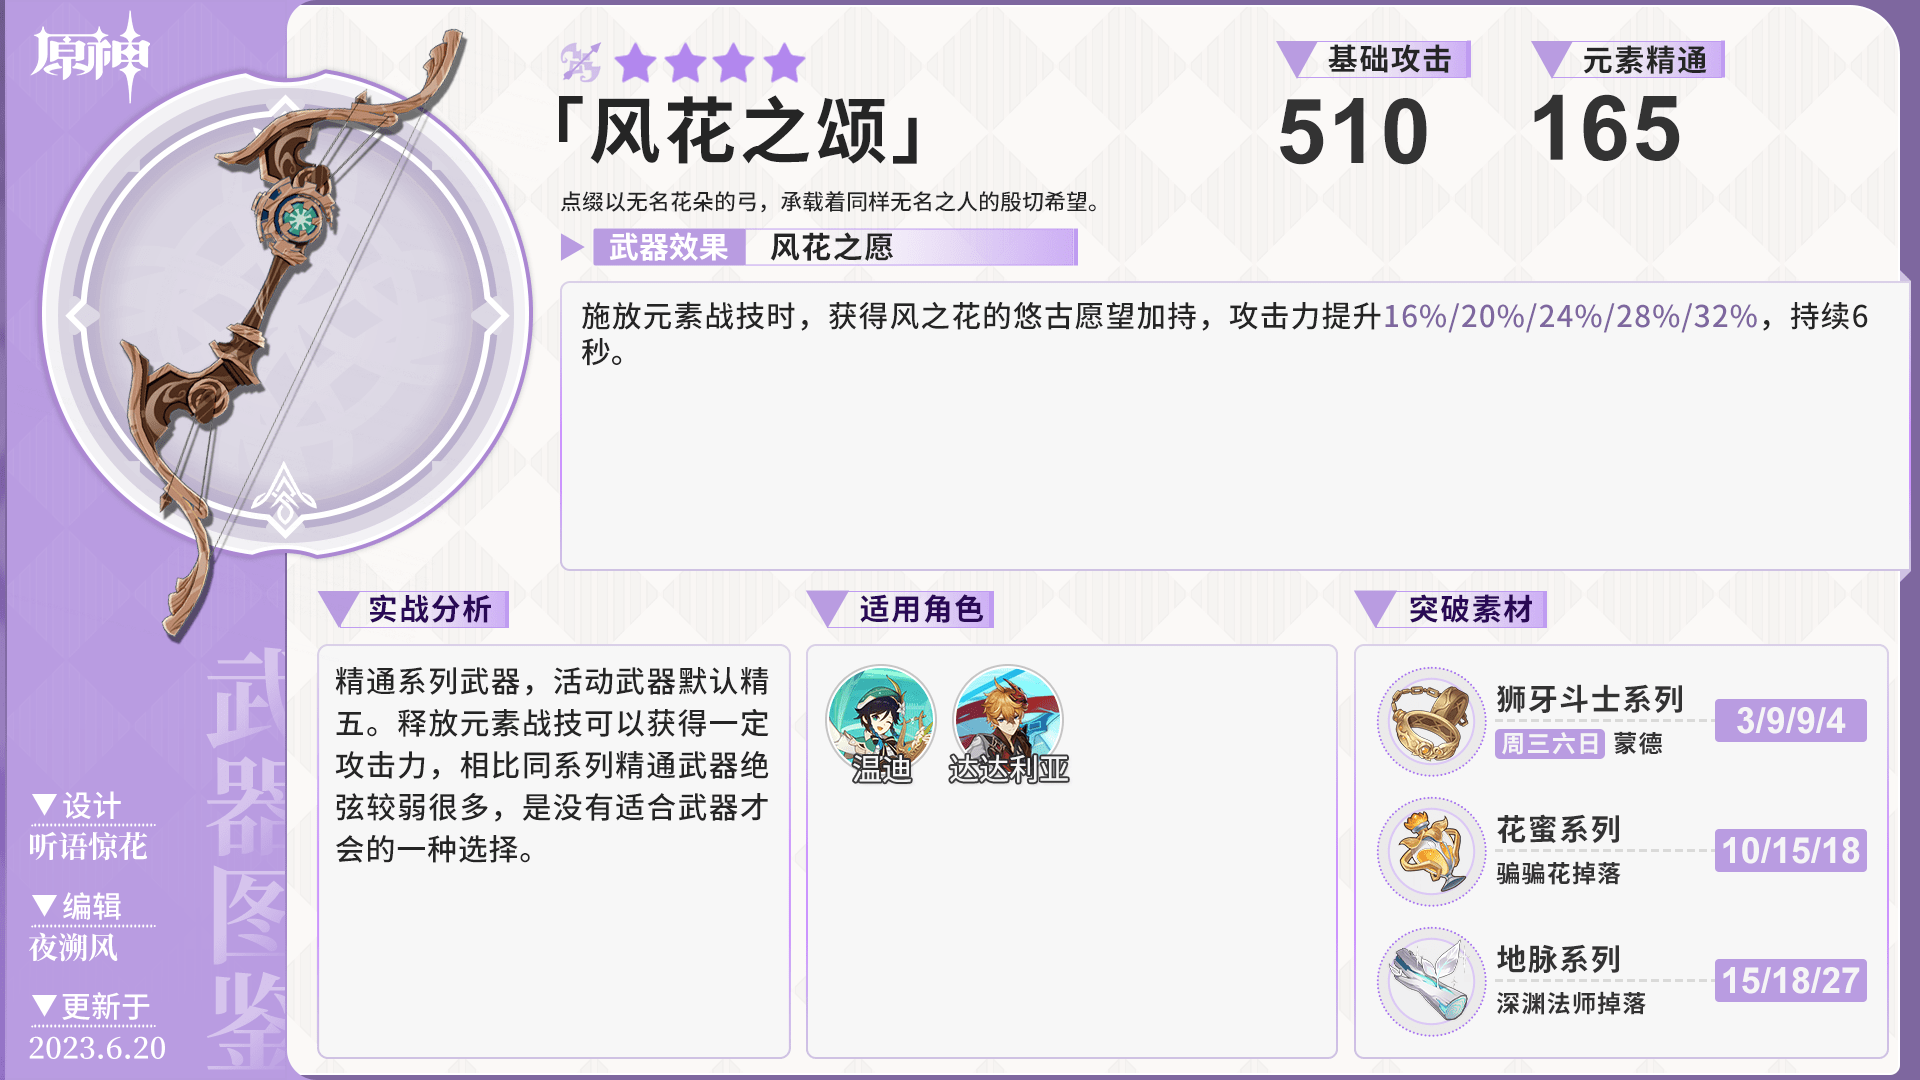 原神
「风花之颂」
点缀以无名花朵的弓，承载着同样无名之人的殷切希望。
基础攻击
510
元素精通
165
武器效果 风花之愿
施放元素战技时，获得风之花的悠古愿望加持，攻击力提升16%/20%/24%/28%/32%，持续6
秒。
实战分析
精通系列武器，活动武器默认精
五。释放元素战技可以获得一定
攻击力，相比同系列精通武器绝
弦较弱很多，是没有适合武器才
会的一种选择。
适用角色
温迪
达达利亚
突破素材
狮牙斗士系列
周三六日 蒙德
3/9/9/4
花蜜系列
骗骗花掉落
10/15/18
地脉系列
深渊法师掉落
15/18/27
武器图鉴
▼设计
听语惊花
▼编辑
夜溯风
▼更新于
2023.6.20